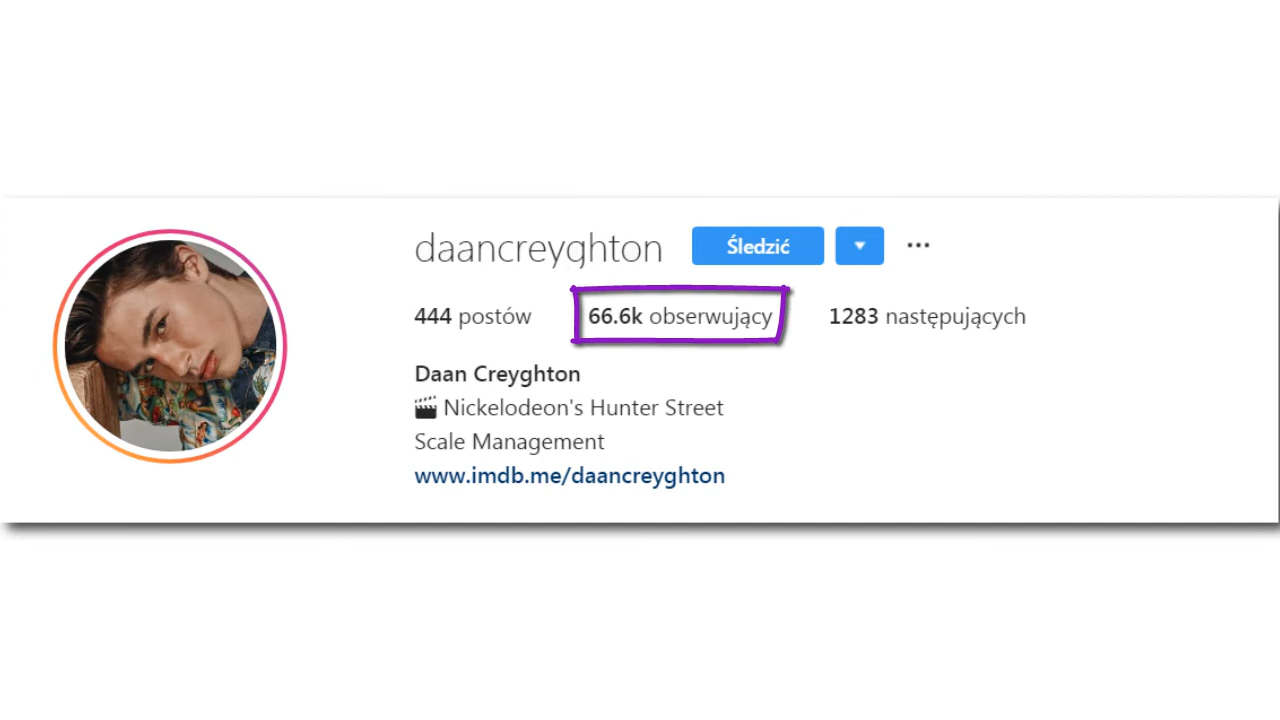 daancreyghton Śledzić
444 postów 66.6k obserwujący 1283 następujących
Daan Creyghton
Nickelodeon's Hunter Street
Scale Management
www.imdb.me/daancreyghton